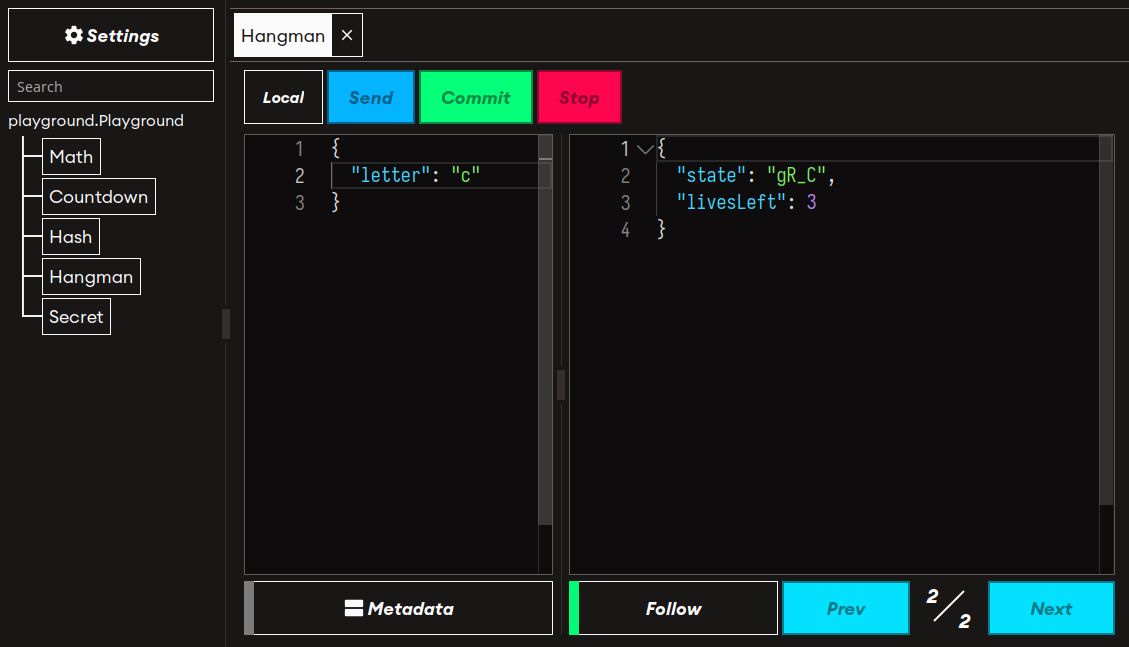 Settings
Search
playground.Playground
Math
Countdown
Hash
Hangman
Secret
Hangman ×
Local Send Commit Stop
1 {
2 "letter": "c"
3 }
Metadata
1 {
2 "state": "gR_C",
3 "livesLeft": 3
4 }
Follow Prev 2/2 Next